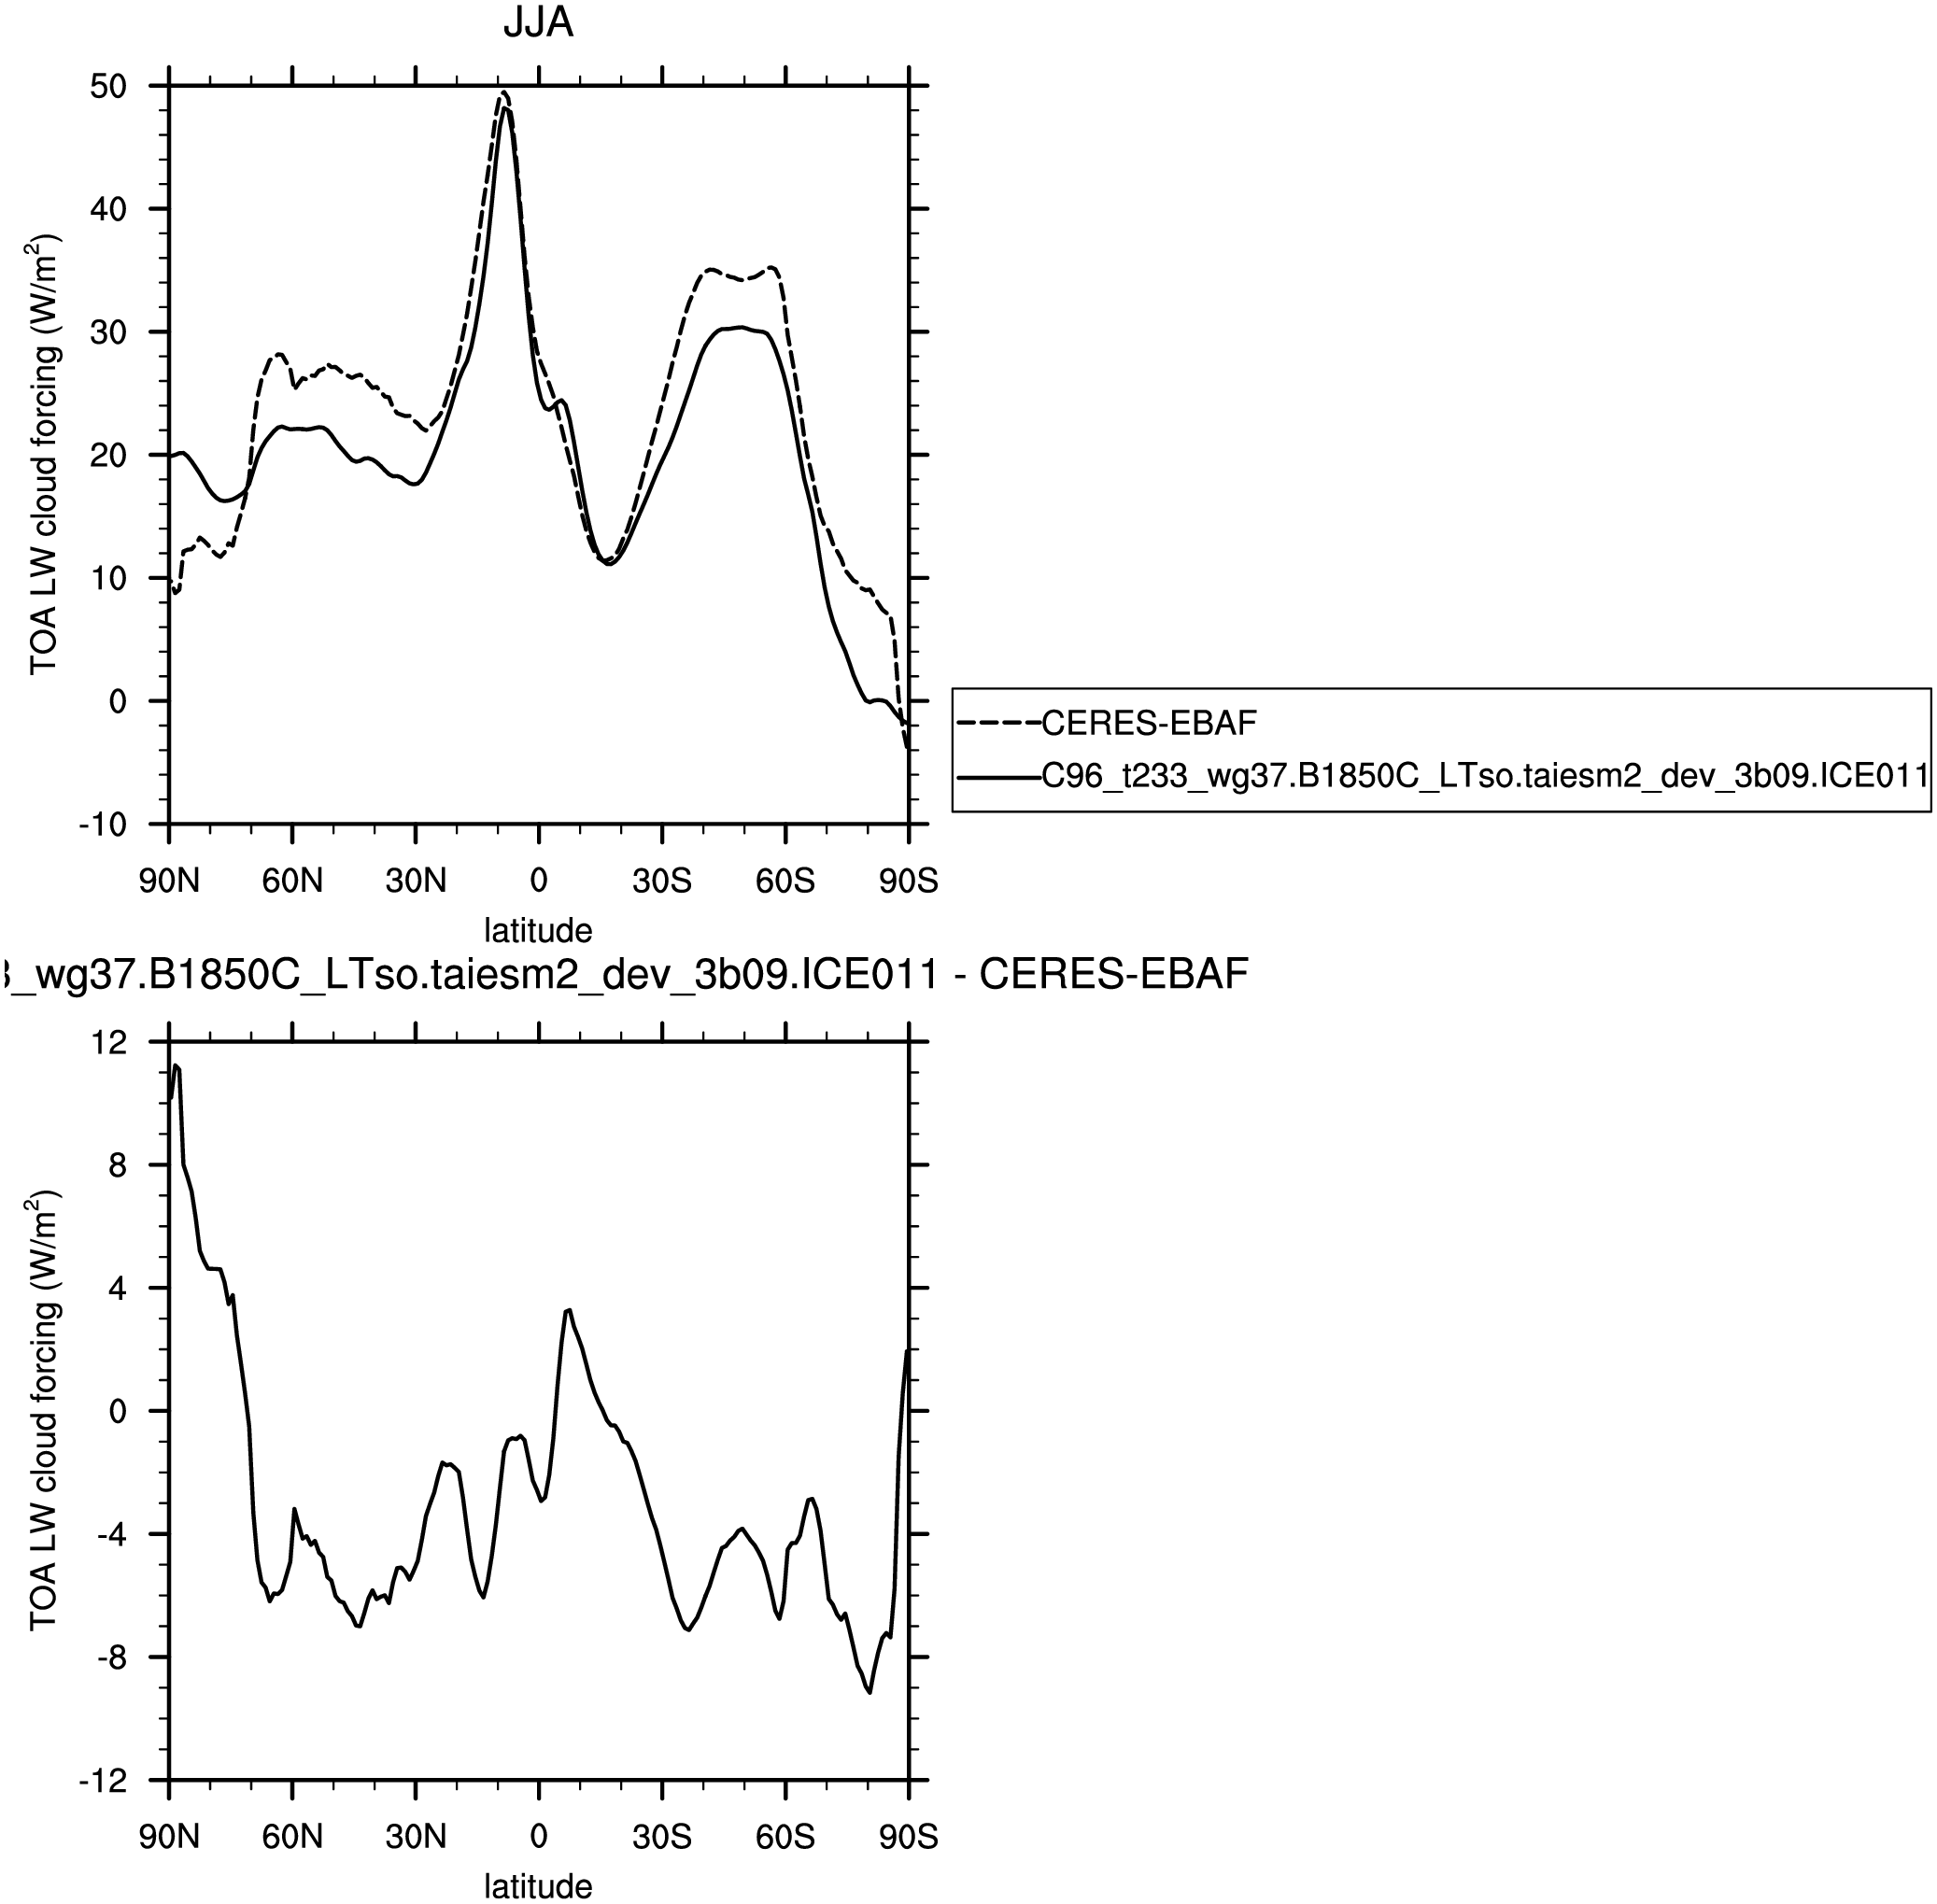 JJA
50
40
30
20
10
0
-10
TOA LW cloud forcing (W/m²)
90N 60N 30N 0 30S 60S 90S
latitude
CERES-EBAF
C96_t233_wg37.B1850C_LTso.taiesm2_dev_3b09.ICE011
_wg37.B1850C_LTso.taiesm2_dev_3b09.ICE011 - CERES-EBAF
12
8
4
0
-4
-8
-12
TOA LW cloud forcing (W/m²)
90N 60N 30N 0 30S 60S 90S
latitude